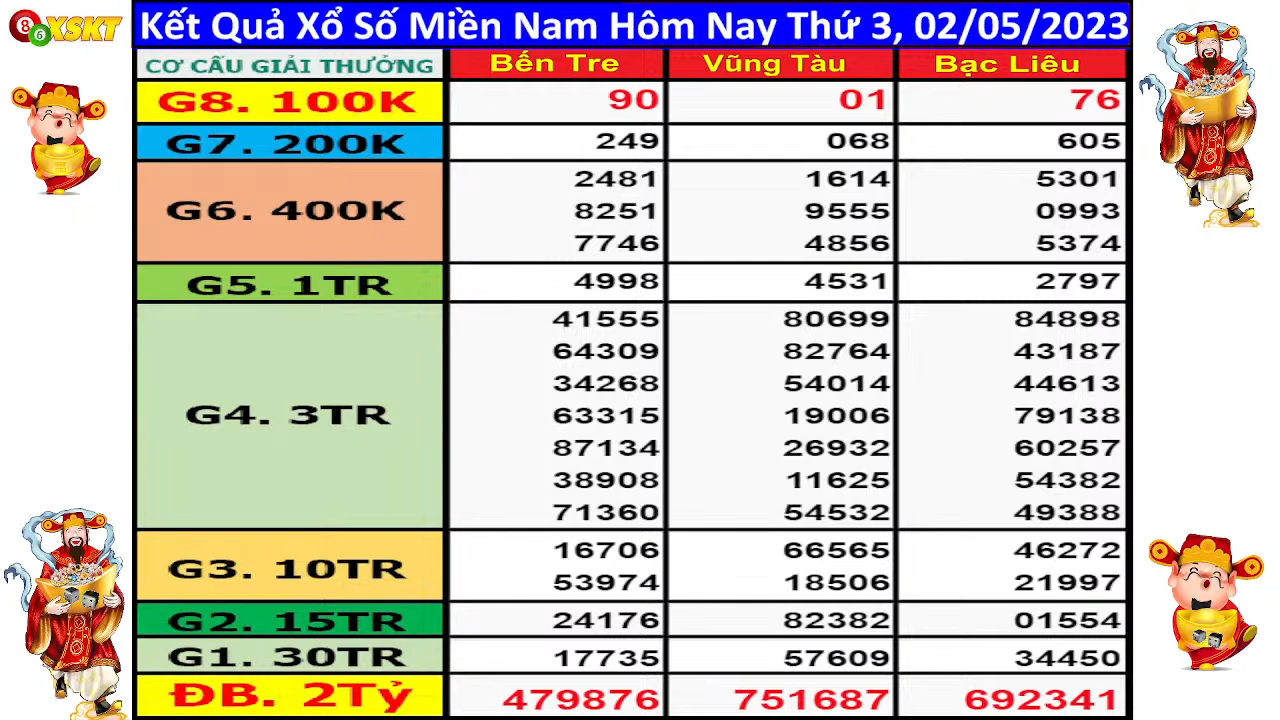 8 6 XSKT
Kết Quả Xổ Số Miền Nam Hôm Nay Thứ 3, 02/05/2023
CƠ CẤU GIẢI THƯỞNG Bến Tre Vũng Tàu Bạc Liêu
G8. 100K 90 01 76
G7. 200K 249 068 605
2481 1614 5301
G6. 400K 8251 9555 0993
7746 4856 5374
G5. 1TR 4998 4531 2797
41555 80699 84898
64309 82764 43187
34268 54014 44613
G4. 3TR 63315 19006 79138
87134 26932 60257
38908 11625 54382
71360 54532 49388
G3. 10TR 16706 66565 46272
53974 18506 21997
G2. 15TR 24176 82382 01554
G1. 30TR 17735 57609 34450
ĐB. 2Tỷ 479876 751687 692341